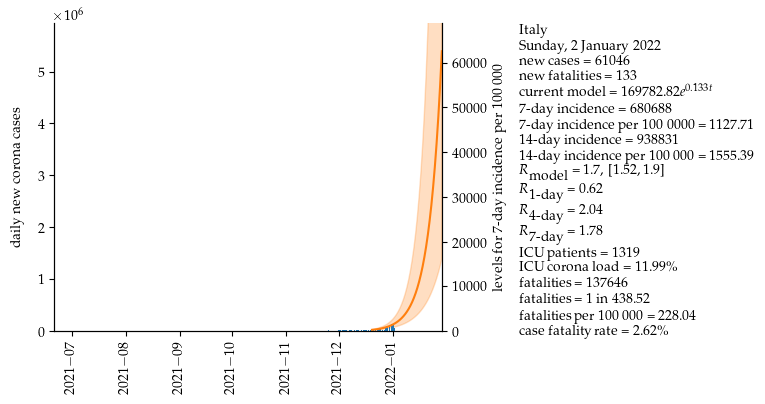 ×10⁶
5
4
3
2
1
0
daily new corona cases
2021−07
2021−08
2021−09
2021−10
2021−11
2021−12
2022−01
60000
50000
40000
30000
20000
10000
0
levels for 7-day incidence per 100 000
Italy
Sunday, 2 January 2022
new cases = 61046
new fatalities = 133
current model = 169782.82e^0.133t
7-day incidence = 680688
7-day incidence per 100 0000 = 1127.71
14-day incidence = 938831
14-day incidence per 100 000 = 1555.39
R model = 1.7, [1.52, 1.9]
R 1-day = 0.62
R 4-day = 2.04
R 7-day = 1.78
ICU patients = 1319
ICU corona load = 11.99%
fatalities = 137646
fatalities = 1 in 438.52
fatalities per 100 000 = 228.04
case fatality rate = 2.62%